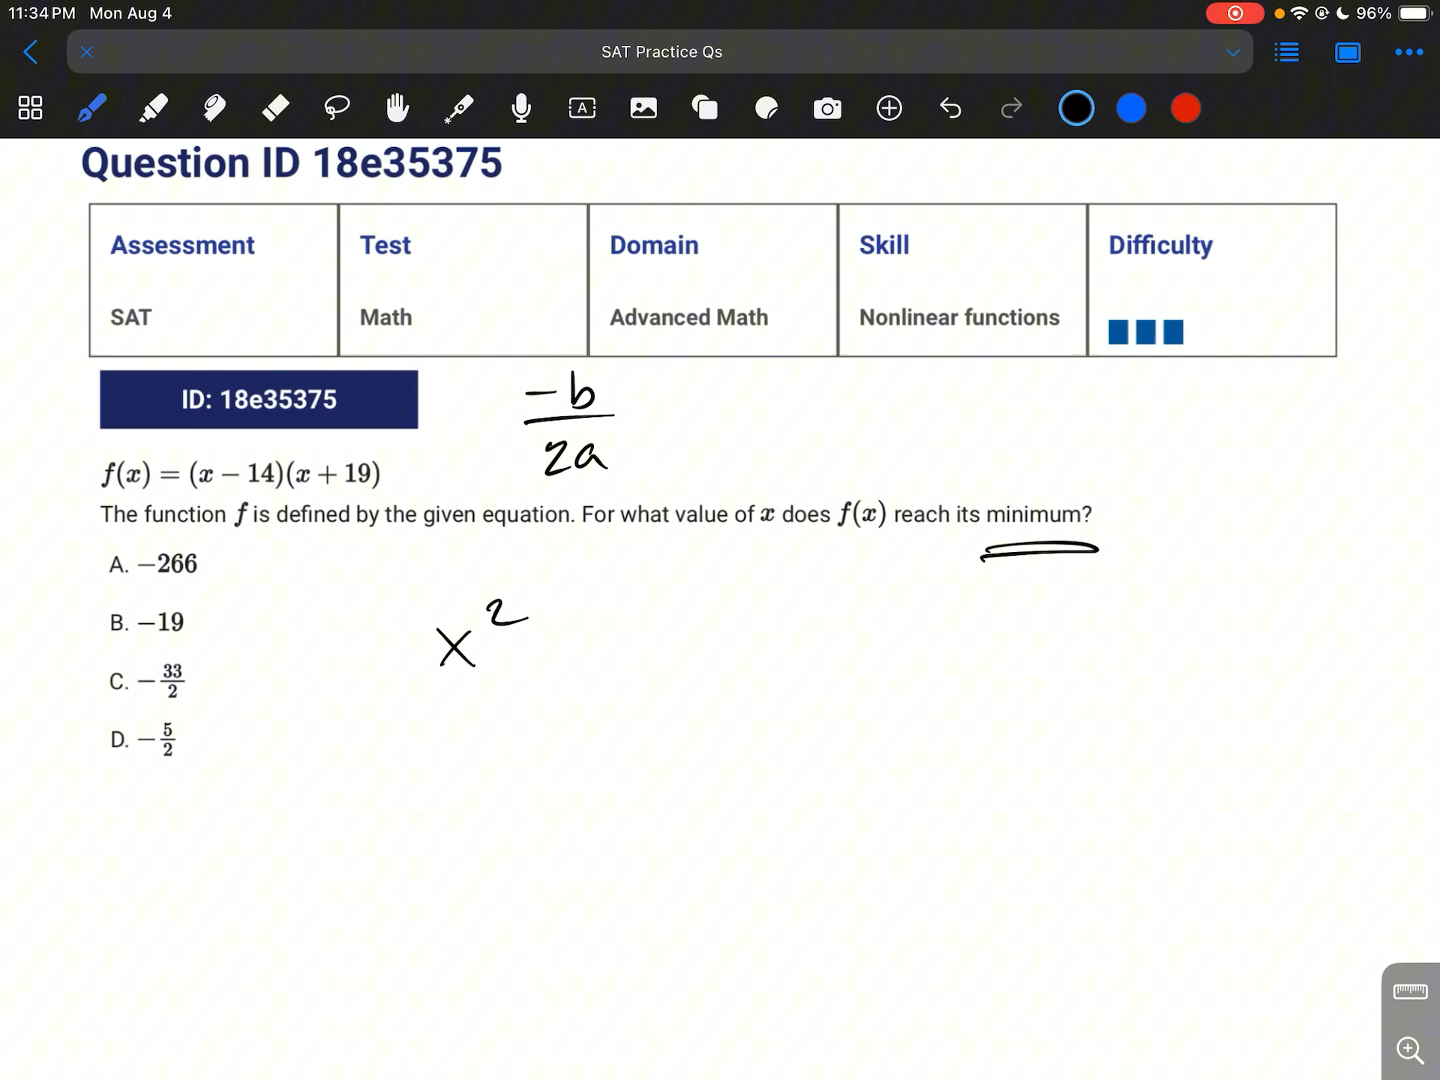 11:34 PM Mon Aug 4 96%
SAT Practice Qs
A
Question ID 18e35375
Assessment Test Domain Skill Difficulty
SAT Math Advanced Math Nonlinear functions
ID: 18e35375
−b
2a
f(x) = (x − 14)(x + 19)
The function f is defined by the given equation. For what value of x does f(x) reach its minimum?
A. −266
B. −19
x²
C. −33/2
D. −5/2